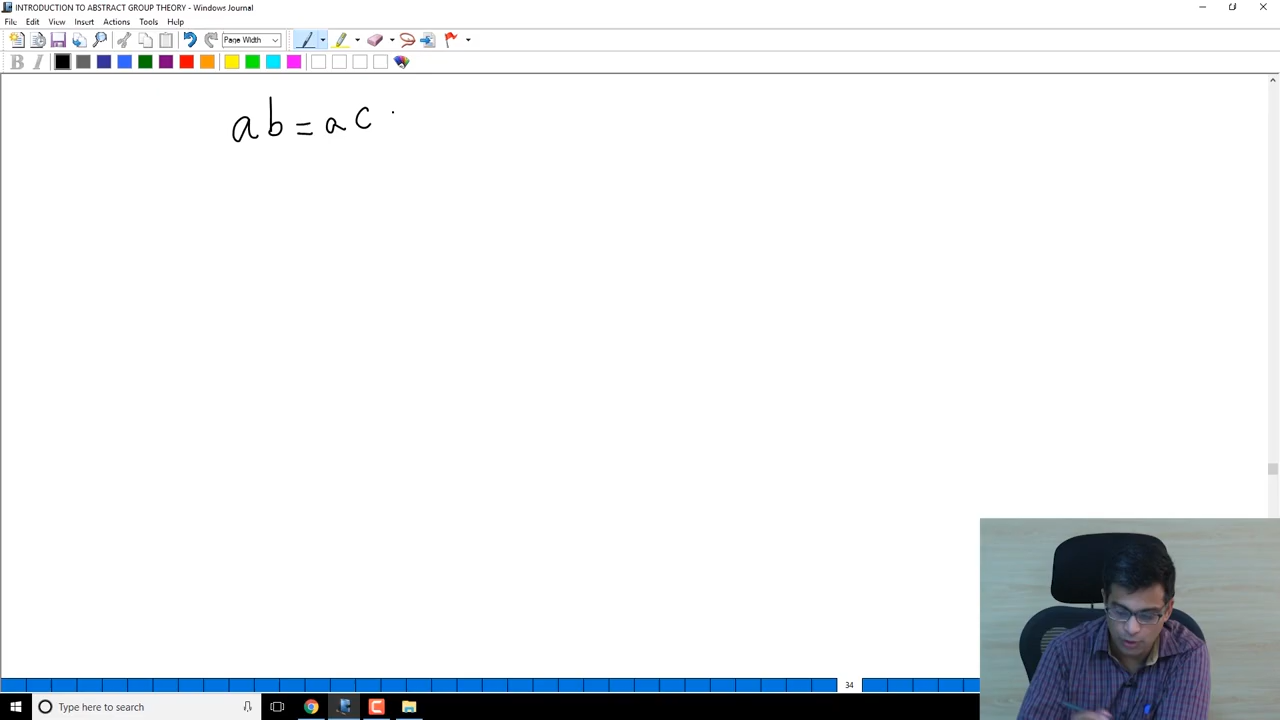 INTRODUCTION TO ABSTRACT GROUP THEORY - Windows Journal
File Edit View Insert Actions Tools Help
Page Width
B I
ab = ac
34
Type here to search